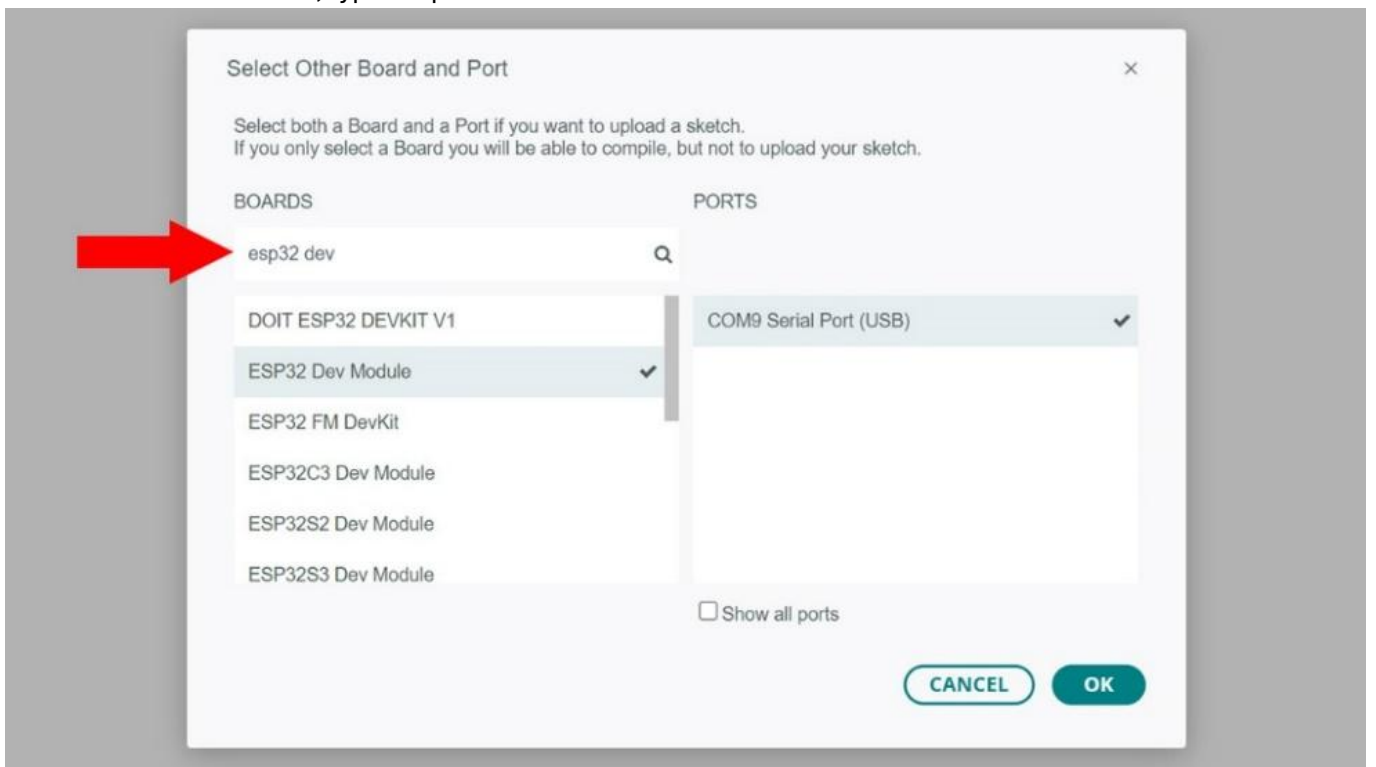 Select Other Board and Port
Select both a Board and a Port if you want to upload a sketch.
If you only select a Board you will be able to compile, but not to upload your sketch.
BOARDS
PORTS
esp32 dev
DOIT ESP32 DEVKIT V1
COM9 Serial Port (USB)
ESP32 Dev Module
ESP32 FM DevKit
ESP32C3 Dev Module
ESP32S2 Dev Module
ESP32S3 Dev Module
Show all ports
CANCEL
OK